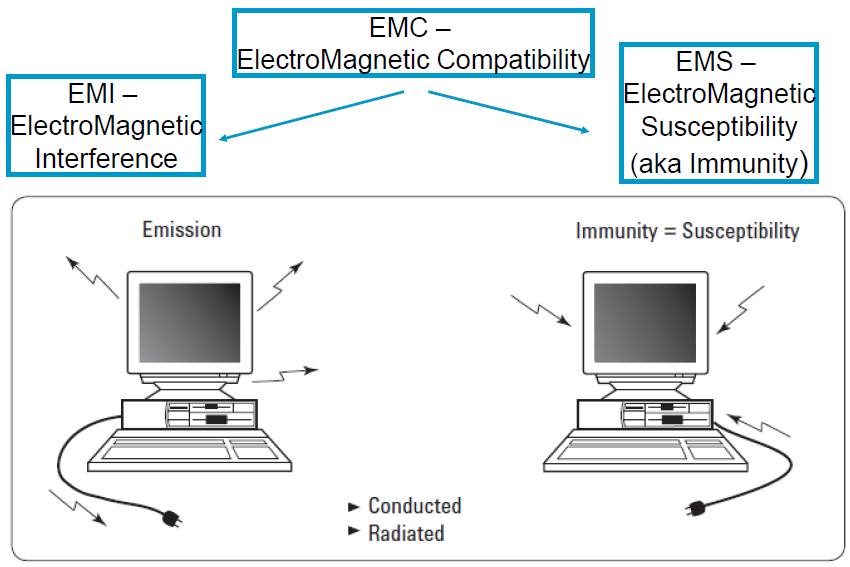 EMC –
ElectroMagnetic Compatibility
EMI –
ElectroMagnetic
Interference
EMS –
ElectroMagnetic
Susceptibility
(aka Immunity)
Emission
Immunity = Susceptibility
► Conducted
► Radiated